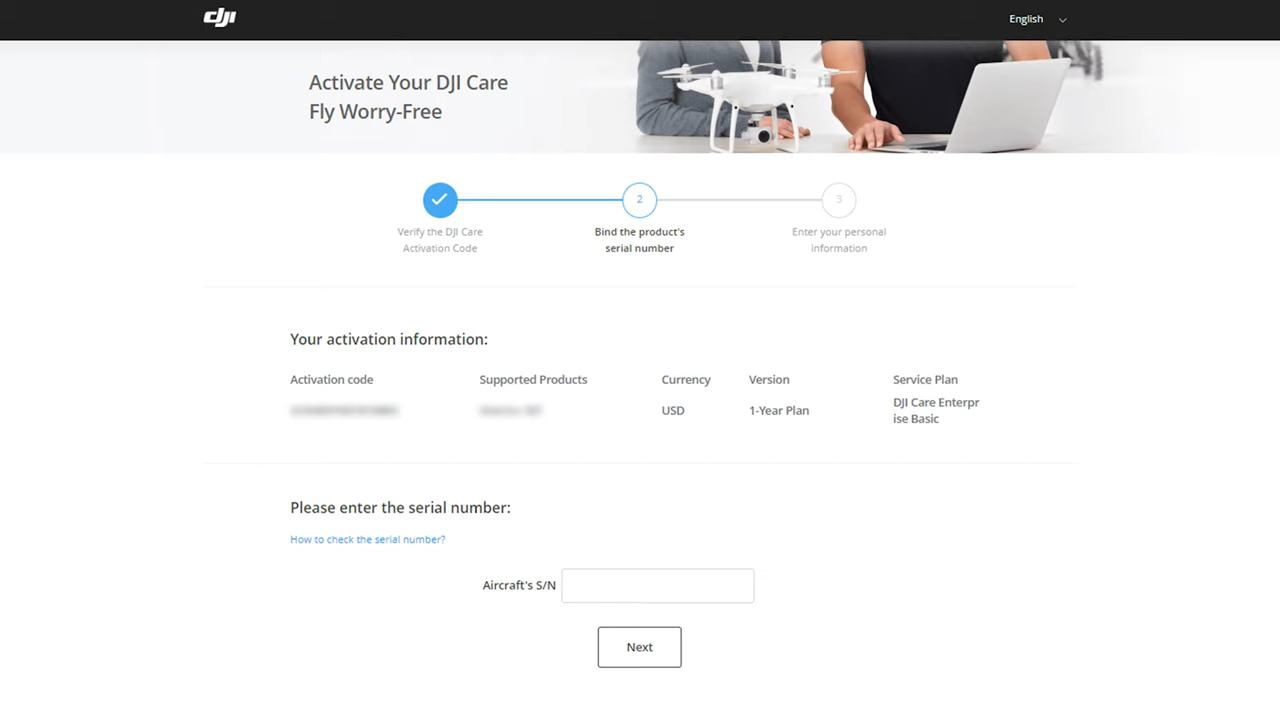 dji
English
Activate Your DJI Care
Fly Worry-Free
2
3
Verify the DJI Care
Activation Code
Bind the product's
serial number
Enter your personal
information
Your activation information:
Activation code
Supported Products
Currency
Version
Service Plan
USD
1-Year Plan
DJI Care Enterpr
ise Basic
Please enter the serial number:
How to check the serial number?
Aircraft's S/N
Next